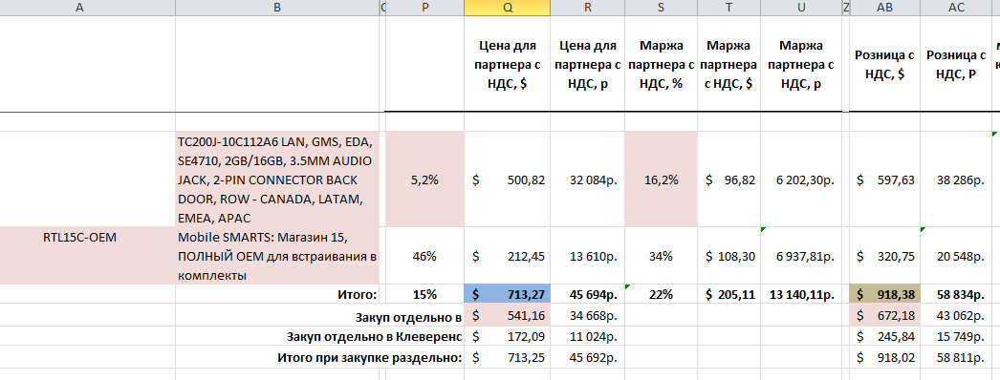 A B C P Q R S T U Z AB AC
Цена для партнера с НДС, $ Цена для партнера с НДС, р Маржа партнера с НДС, % Маржа партнера с НДС, $ Маржа партнера с НДС, р Розница с НДС, $ Розница с НДС, Р
TC200J-10C112A6 LAN, GMS, EDA,
SE4710, 2GB/16GB, 3.5MM AUDIO
JACK, 2-PIN CONNECTOR BACK 5,2% $ 500,82 32 084р. 16,2% $ 96,82 6 202,30р. $ 597,63 38 286р.
DOOR, ROW - CANADA, LATAM,
EMEA, APAC
RTL15C-OEM Mobile SMARTS: Магазин 15,
ПОЛНЫЙ OEM для встраивания в 46% $ 212,45 13 610р. 34% $ 108,30 6 937,81р. $ 320,75 20 548р.
комплекты
Итого: 15% $ 713,27 45 694р. 22% $ 205,11 13 140,11р. $ 918,38 58 834р.
Закуп отдельно в $ 541,16 34 668р. $ 672,18 43 062р.
Закуп отдельно в Клеверенс $ 172,09 11 024р. $ 245,84 15 749р.
Итого при закупке раздельно: $ 713,25 45 692р. $ 918,02 58 811р.